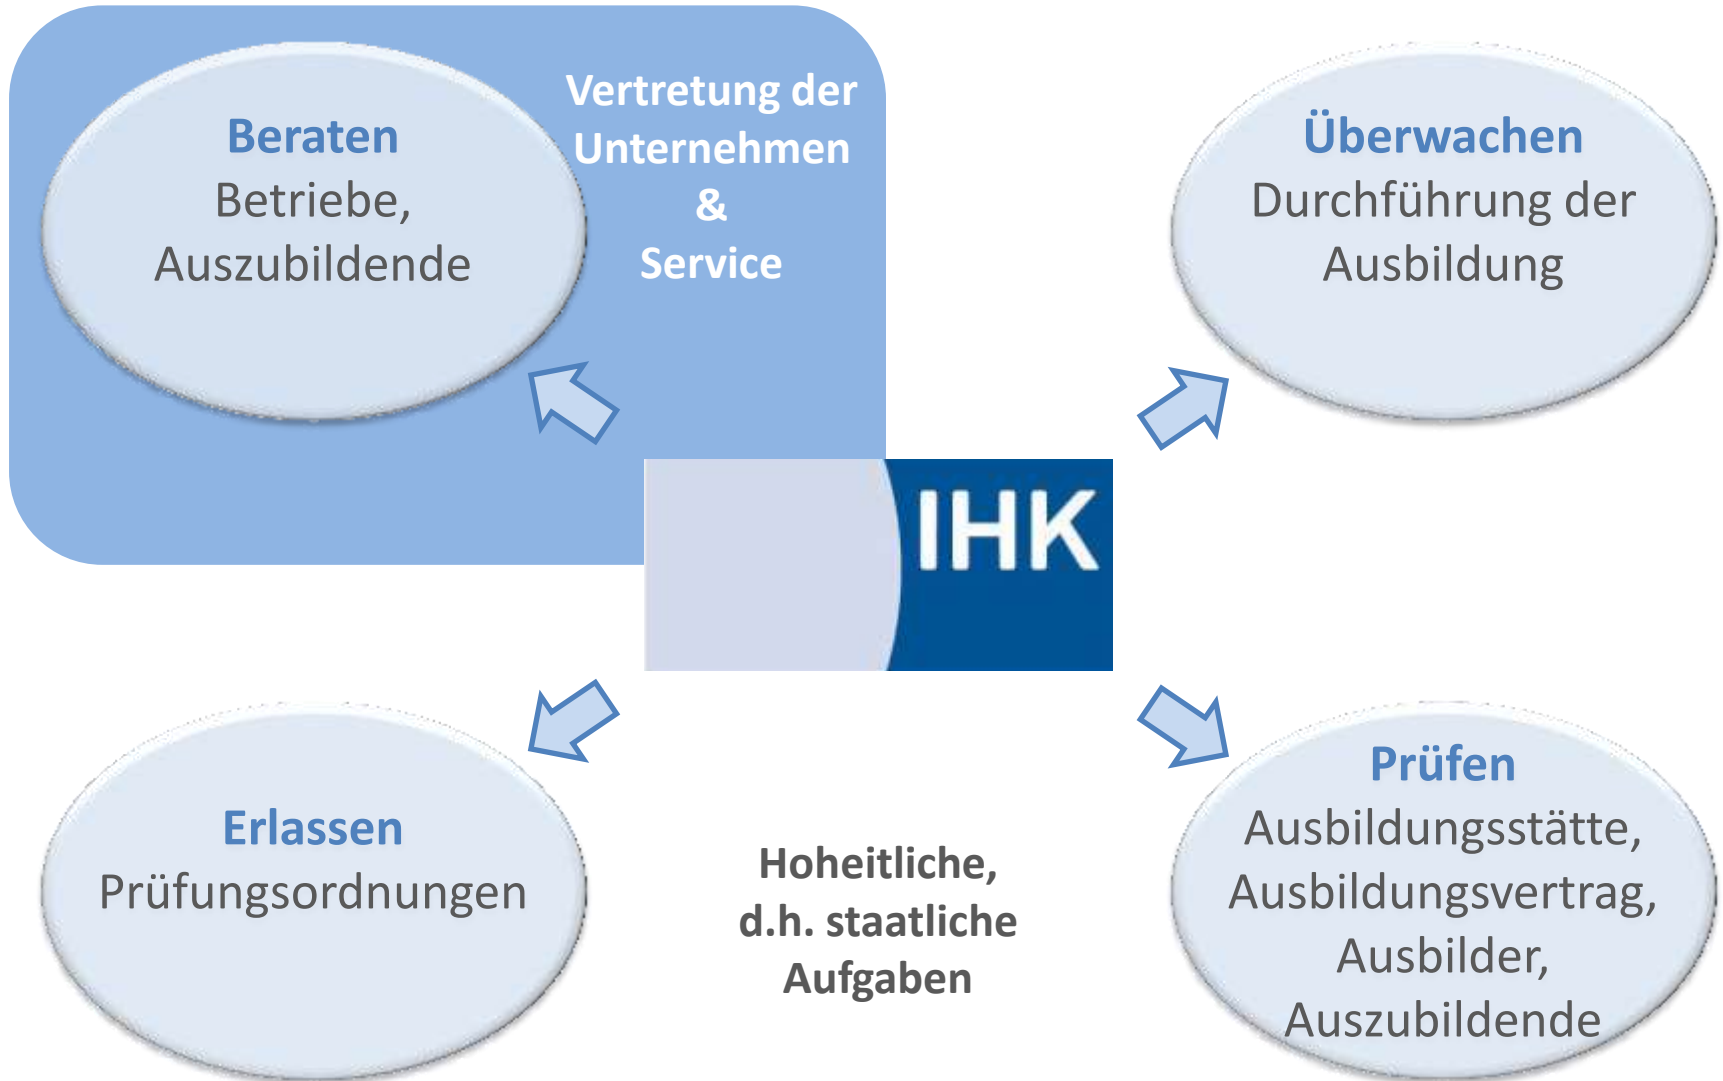 Beraten
Betriebe,
Auszubildende
Vertretung der
Unternehmen
&
Service
Überwachen
Durchführung der
Ausbildung
IHK
Erlassen
Prüfungsordnungen
Hoheitliche,
d.h. staatliche
Aufgaben
Prüfen
Ausbildungsstätte,
Ausbildungsvertrag,
Ausbilder,
Auszubildende